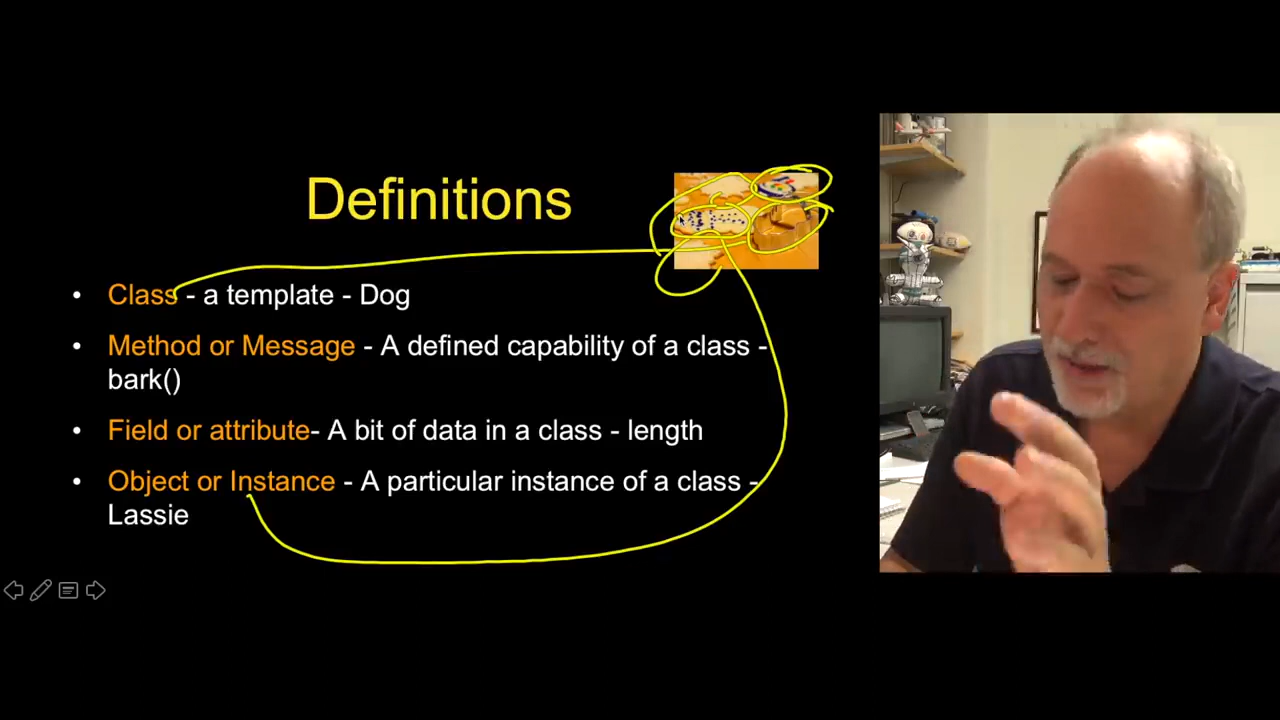 Definitions
• Class - a template - Dog
• Method or Message - A defined capability of a class -
bark()
• Field or attribute- A bit of data in a class - length
• Object or Instance - A particular instance of a class -
Lassie